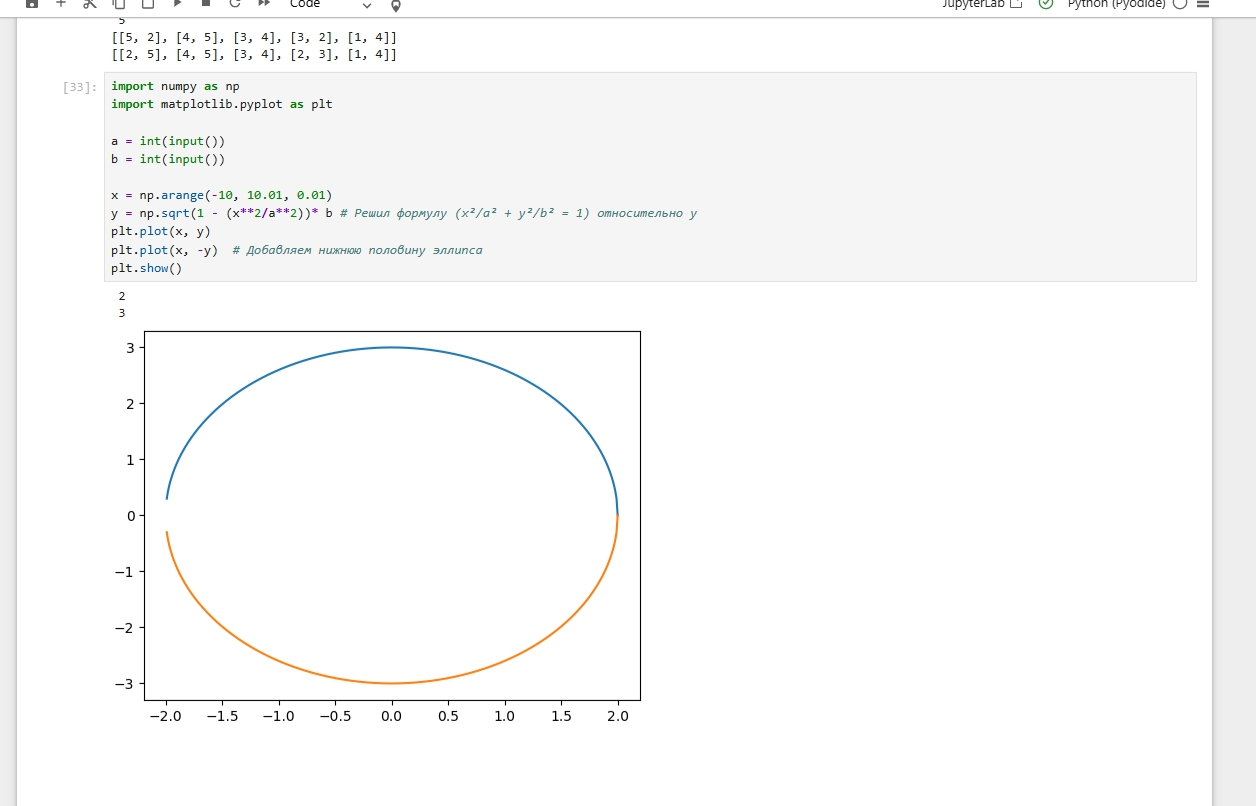 Code
JupyterLab
Python (Pyodide)
5
[[5, 2], [4, 5], [3, 4], [3, 2], [1, 4]]
[[2, 5], [4, 5], [3, 4], [2, 3], [1, 4]]
[33]:
import numpy as np
import matplotlib.pyplot as plt
a = int(input())
b = int(input())
x = np.arange(-10, 10.01, 0.01)
y = np.sqrt(1 - (x**2/a**2))* b # Решил формулу (x²/a² + y²/b² = 1) относительно y
plt.plot(x, y)
plt.plot(x, -y)  # Добавляем нижнюю половину эллипса
plt.show()
2
3
3
2
1
0
−1
−2
−3
−2.0 −1.5 −1.0 −0.5 0.0 0.5 1.0 1.5 2.0